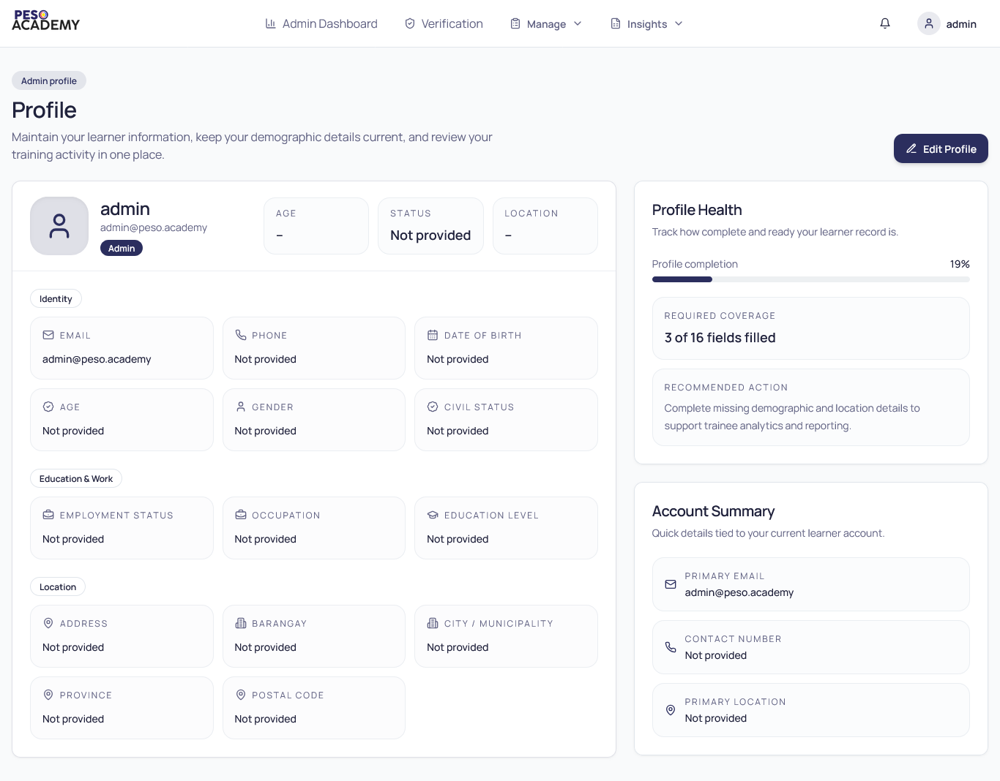 PESO
ACADEMY
Admin Dashboard
Verification
Manage
Insights
admin
Admin profile
Profile
Maintain your learner information, keep your demographic details current, and review your
training activity in one place.
Edit Profile
admin
admin@peso.academy
Admin
AGE
–
STATUS
Not provided
LOCATION
–
Identity
EMAIL
admin@peso.academy
PHONE
Not provided
DATE OF BIRTH
Not provided
AGE
Not provided
GENDER
Not provided
CIVIL STATUS
Not provided
Education & Work
EMPLOYMENT STATUS
Not provided
OCCUPATION
Not provided
EDUCATION LEVEL
Not provided
Location
ADDRESS
Not provided
BARANGAY
Not provided
CITY / MUNICIPALITY
Not provided
PROVINCE
Not provided
POSTAL CODE
Not provided
Profile Health
Track how complete and ready your learner record is.
Profile completion
19%
REQUIRED COVERAGE
3 of 16 fields filled
RECOMMENDED ACTION
Complete missing demographic and location details to
support trainee analytics and reporting.
Account Summary
Quick details tied to your current learner account.
PRIMARY EMAIL
admin@peso.academy
CONTACT NUMBER
Not provided
PRIMARY LOCATION
Not provided